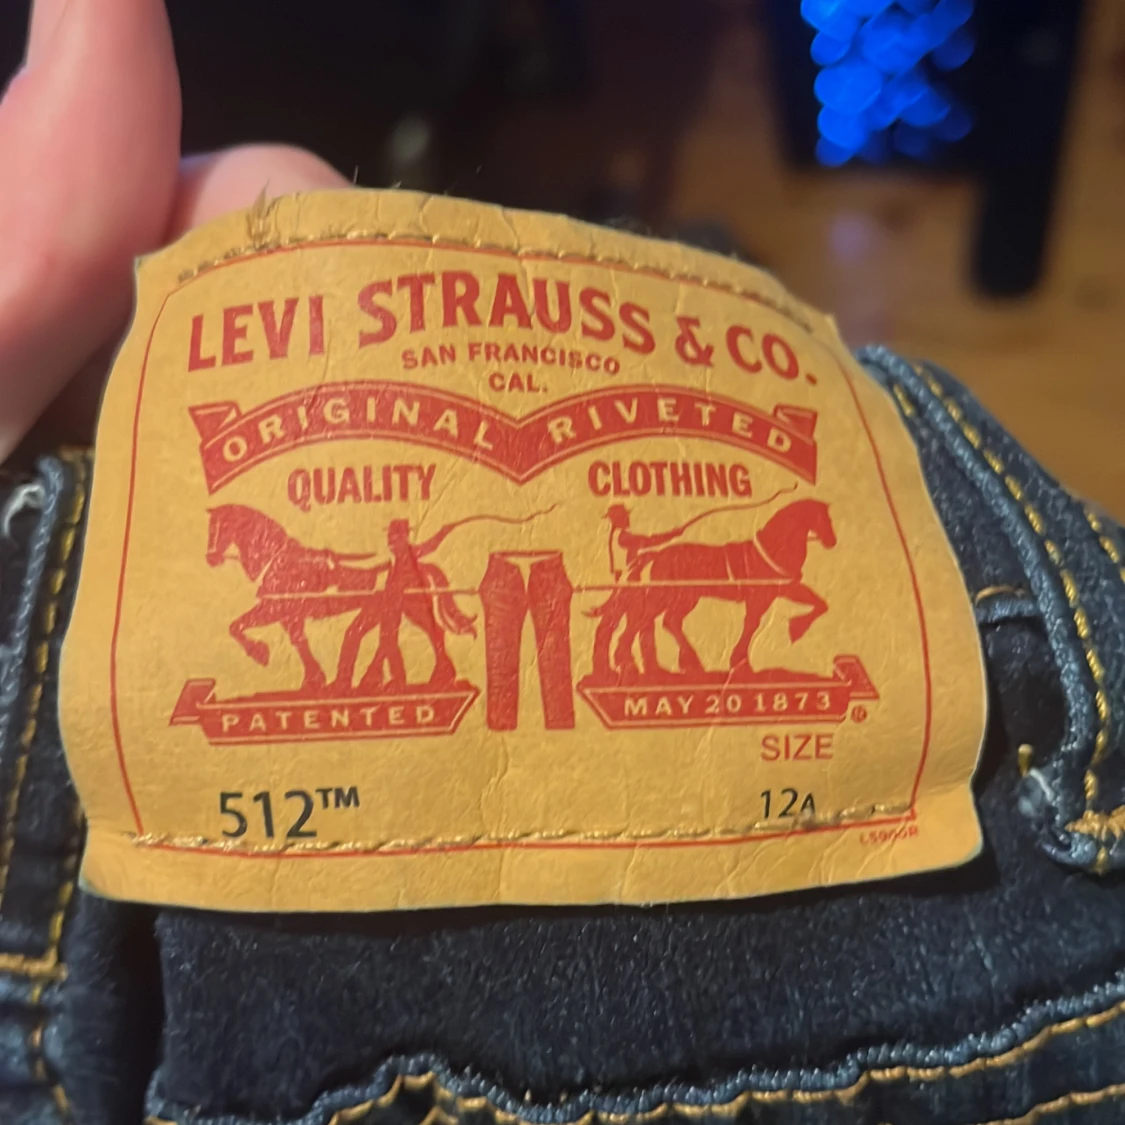 LEVI STRAUSS & CO.
SAN FRANCISCO
CAL.
ORIGINAL RIVETED
QUALITY CLOTHING
PATENTED MAY 20 1873 ®
SIZE
512™ 12A